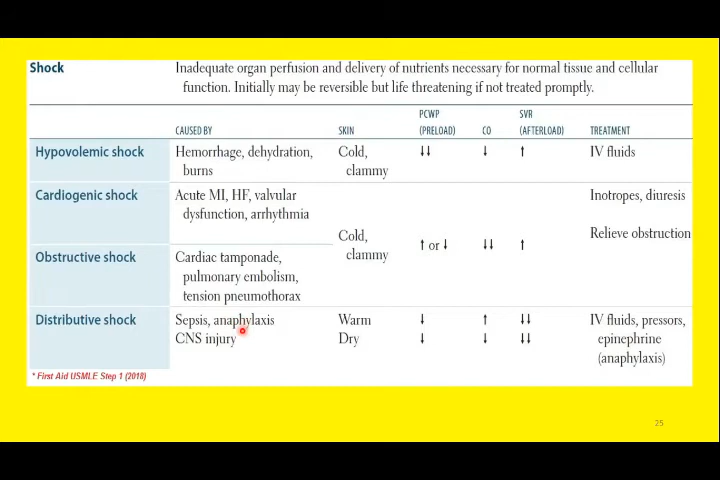 Shock Inadequate organ perfusion and delivery of nutrients necessary for normal tissue and cellular
function. Initially may be reversible but life threatening if not treated promptly.
PCWP SVR
CAUSED BY SKIN (PRELOAD) CO (AFTERLOAD) TREATMENT
Hypovolemic shock Hemorrhage, dehydration, Cold, ↓↓ ↓ ↑ IV fluids
burns clammy
Cardiogenic shock Acute MI, HF, valvular Inotropes, diuresis
dysfunction, arrhythmia
Relieve obstruction
Cold, ↑ or ↓ ↓↓ ↑
clammy
Obstructive shock Cardiac tamponade,
pulmonary embolism,
tension pneumothorax
Distributive shock Sepsis, anaphylaxis Warm ↓ ↑ ↓↓ IV fluids, pressors,
CNS injury Dry ↓ ↓ ↓↓ epinephrine
(anaphylaxis)
* First Aid USMLE Step 1 (2018)
25